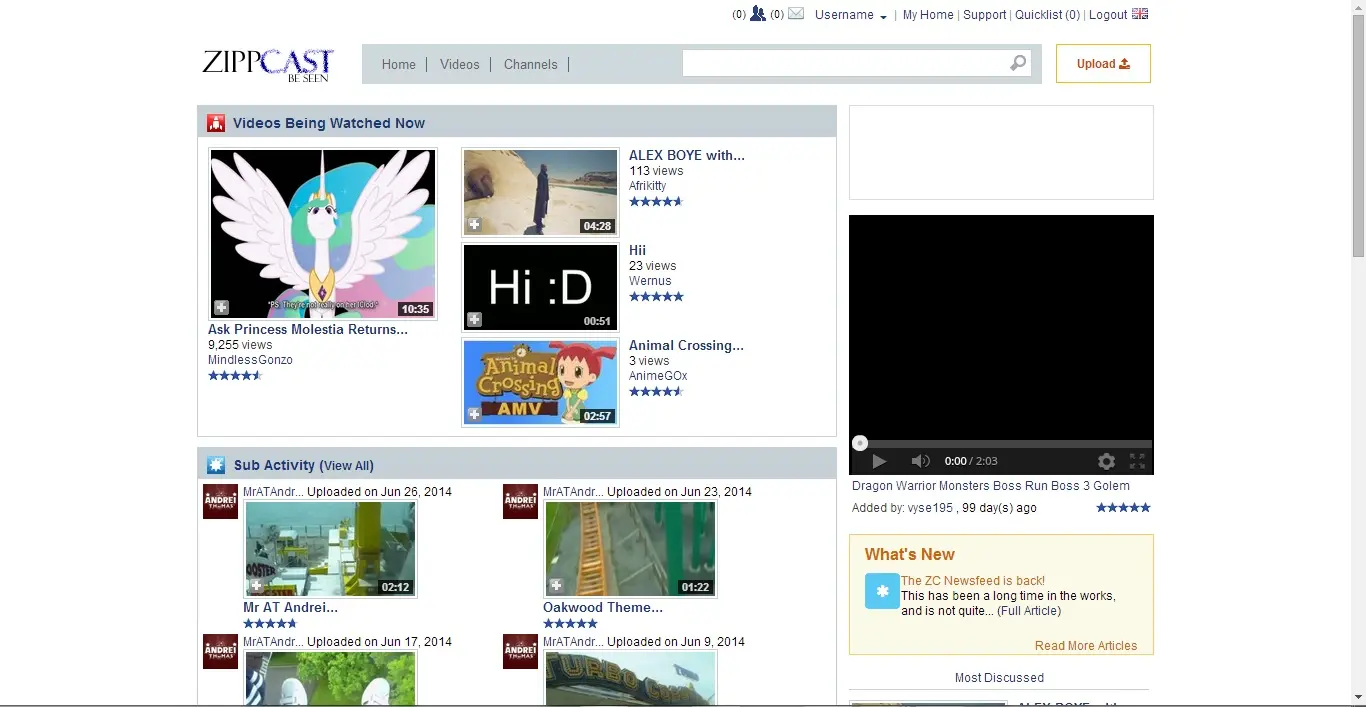 (0) (0) Username | My Home | Support | Quicklist (0) | Logout
ZIPPCAST
BE SEEN
Home | Videos | Channels |
Upload
Videos Being Watched Now
"PS. They're not really on her 'Clod!"
10:35
Ask Princess Molestia Returns...
9,255 views
MindlessGonzo
04:28
ALEX BOYE with...
113 views
Afrikitty
Hi :D
00:51
Hii
23 views
Wernus
Welcome to
Animal
Crossing
AMV
02:57
Animal Crossing...
3 views
AnimeGOx
0:00 / 2:03
Dragon Warrior Monsters Boss Run Boss 3 Golem
Added by: vyse195 , 99 day(s) ago
Sub Activity (View All)
ANDREI
THOMAS
MrATAndr... Uploaded on Jun 26, 2014
OOSTER
OSTER
02:12
Mr AT Andrei...
ANDREI
THOMAS
MrATAndr... Uploaded on Jun 23, 2014
01:22
Oakwood Theme...
ANDREI
THOMAS
MrATAndr... Uploaded on Jun 17, 2014
ANDREI
THOMAS
MrATAndr... Uploaded on Jun 9, 2014
TURBO
What's New
The ZC Newsfeed is back!
This has been a long time in the works,
and is not quite... (Full Article)
Read More Articles
Most Discussed